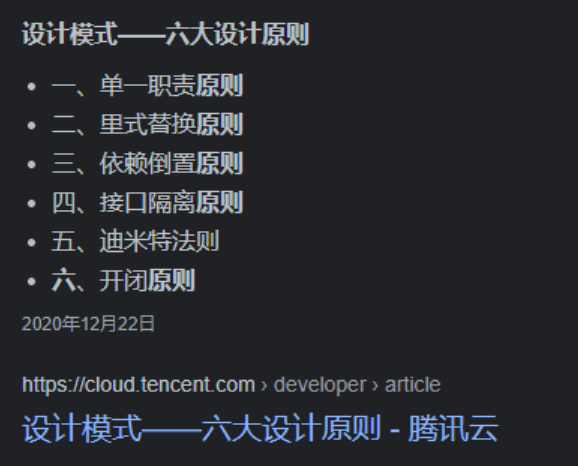 设计模式——六大设计原则
• 一、单一职责原则
• 二、里式替换原则
• 三、依赖倒置原则
• 四、接口隔离原则
• 五、迪米特法则
• 六、开闭原则
2020年12月22日
https://cloud.tencent.com › developer › article
设计模式——六大设计原则 - 腾讯云